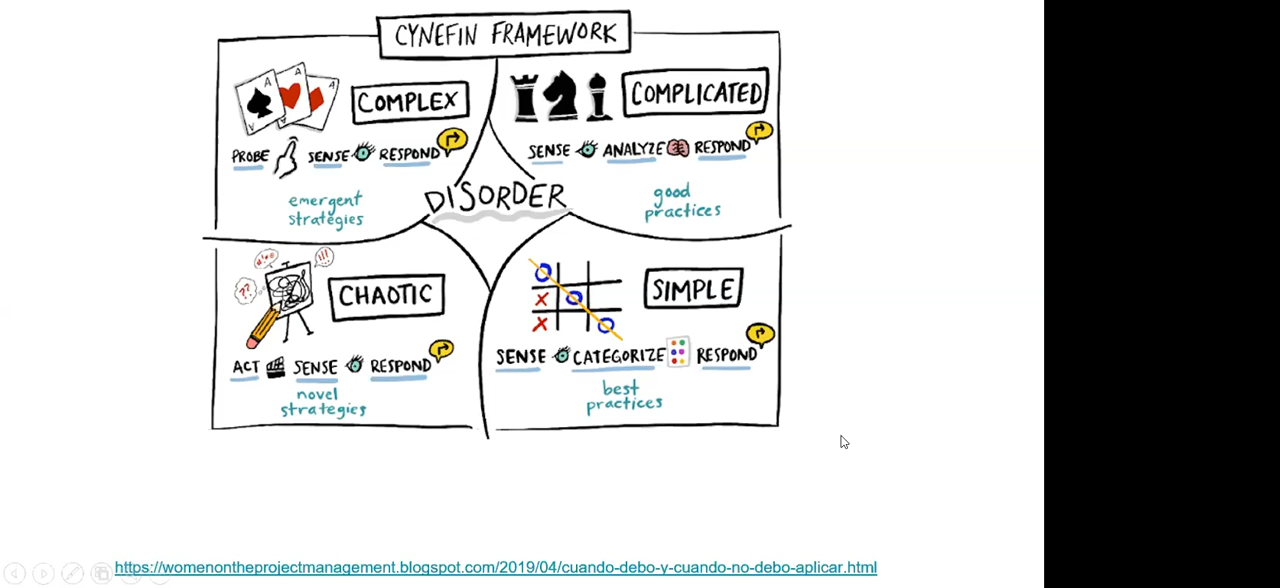 CYNEFIN FRAMEWORK
COMPLEX
PROBE SENSE RESPOND
emergent
strategies
COMPLICATED
SENSE ANALYZE RESPOND
good
practices
DISORDER
CHAOTIC
ACT SENSE RESPOND
novel
strategies
SIMPLE
SENSE CATEGORIZE RESPOND
best
practices
https://womenontheprojectmanagement.blogspot.com/2019/04/cuando-debo-y-cuando-no-debo-aplicar.html